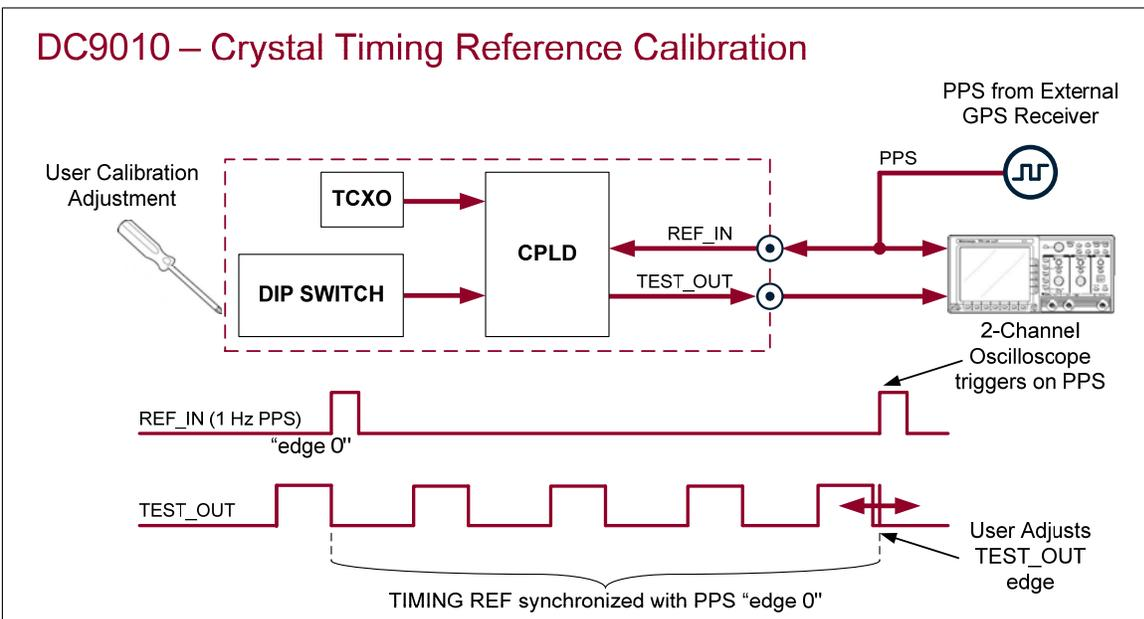 DC9010 – Crystal Timing Reference Calibration
PPS from External
GPS Receiver
User Calibration
Adjustment
PPS
TCXO
CPLD
REF_IN
DIP SWITCH
TEST_OUT
2-Channel
Oscilloscope
triggers on PPS
REF_IN (1 Hz PPS)
“edge 0"
TEST_OUT
User Adjusts
TEST_OUT
edge
TIMING REF synchronized with PPS “edge 0"